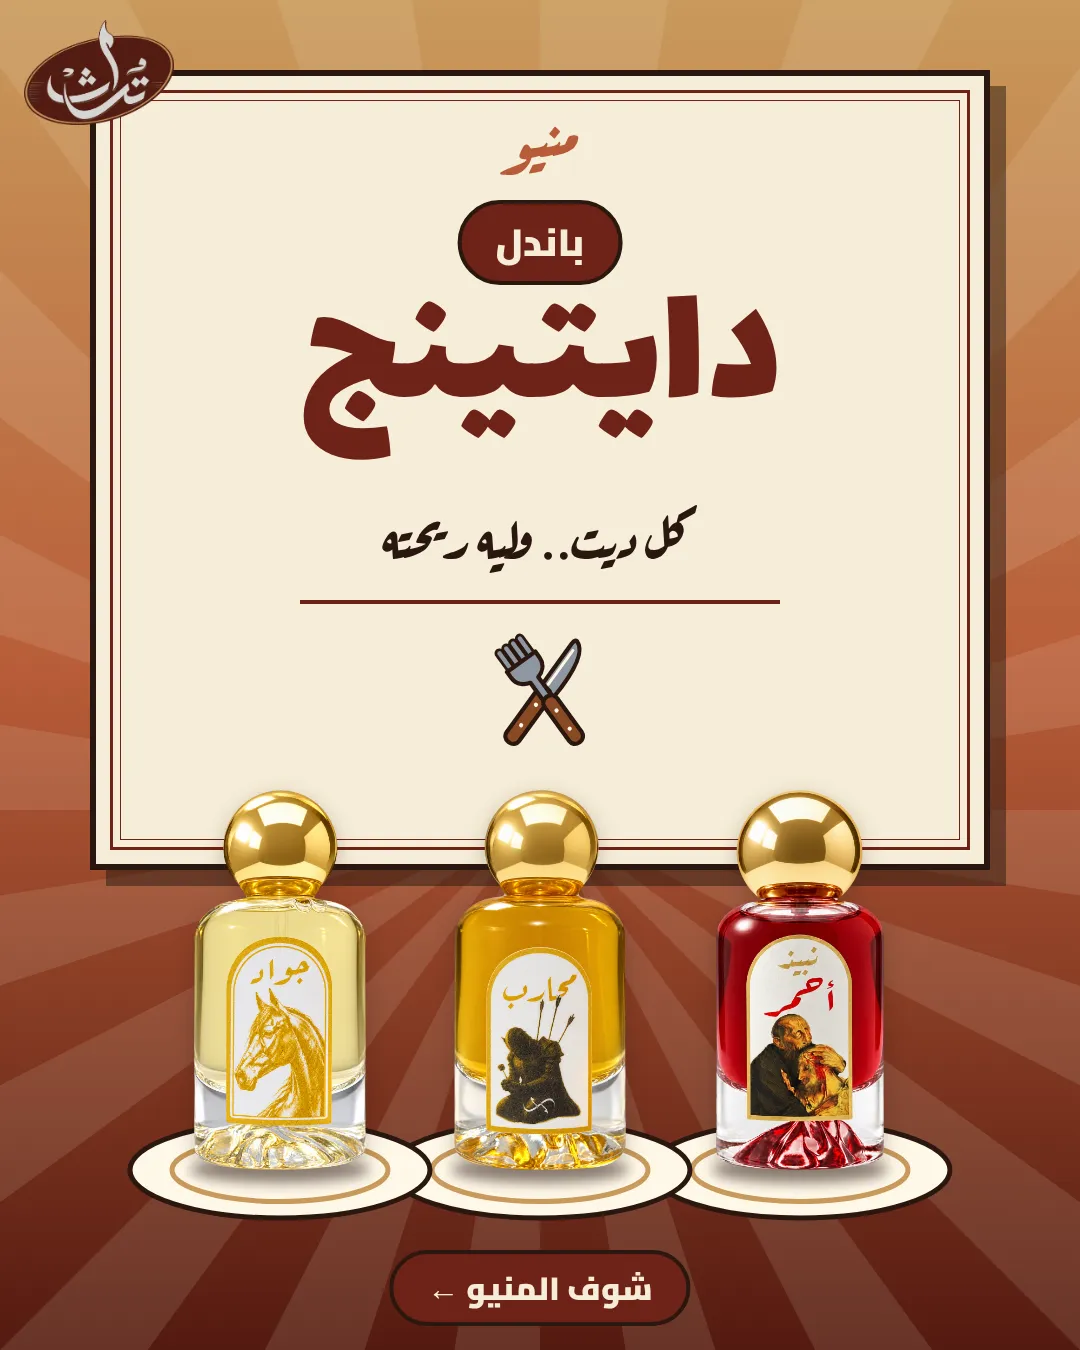 تراث
منيو
باندل
دايتينج
كل ديت.. وليه ريحته
جواد
محارب
نبيذ
أحمر
شوف المنيو ←